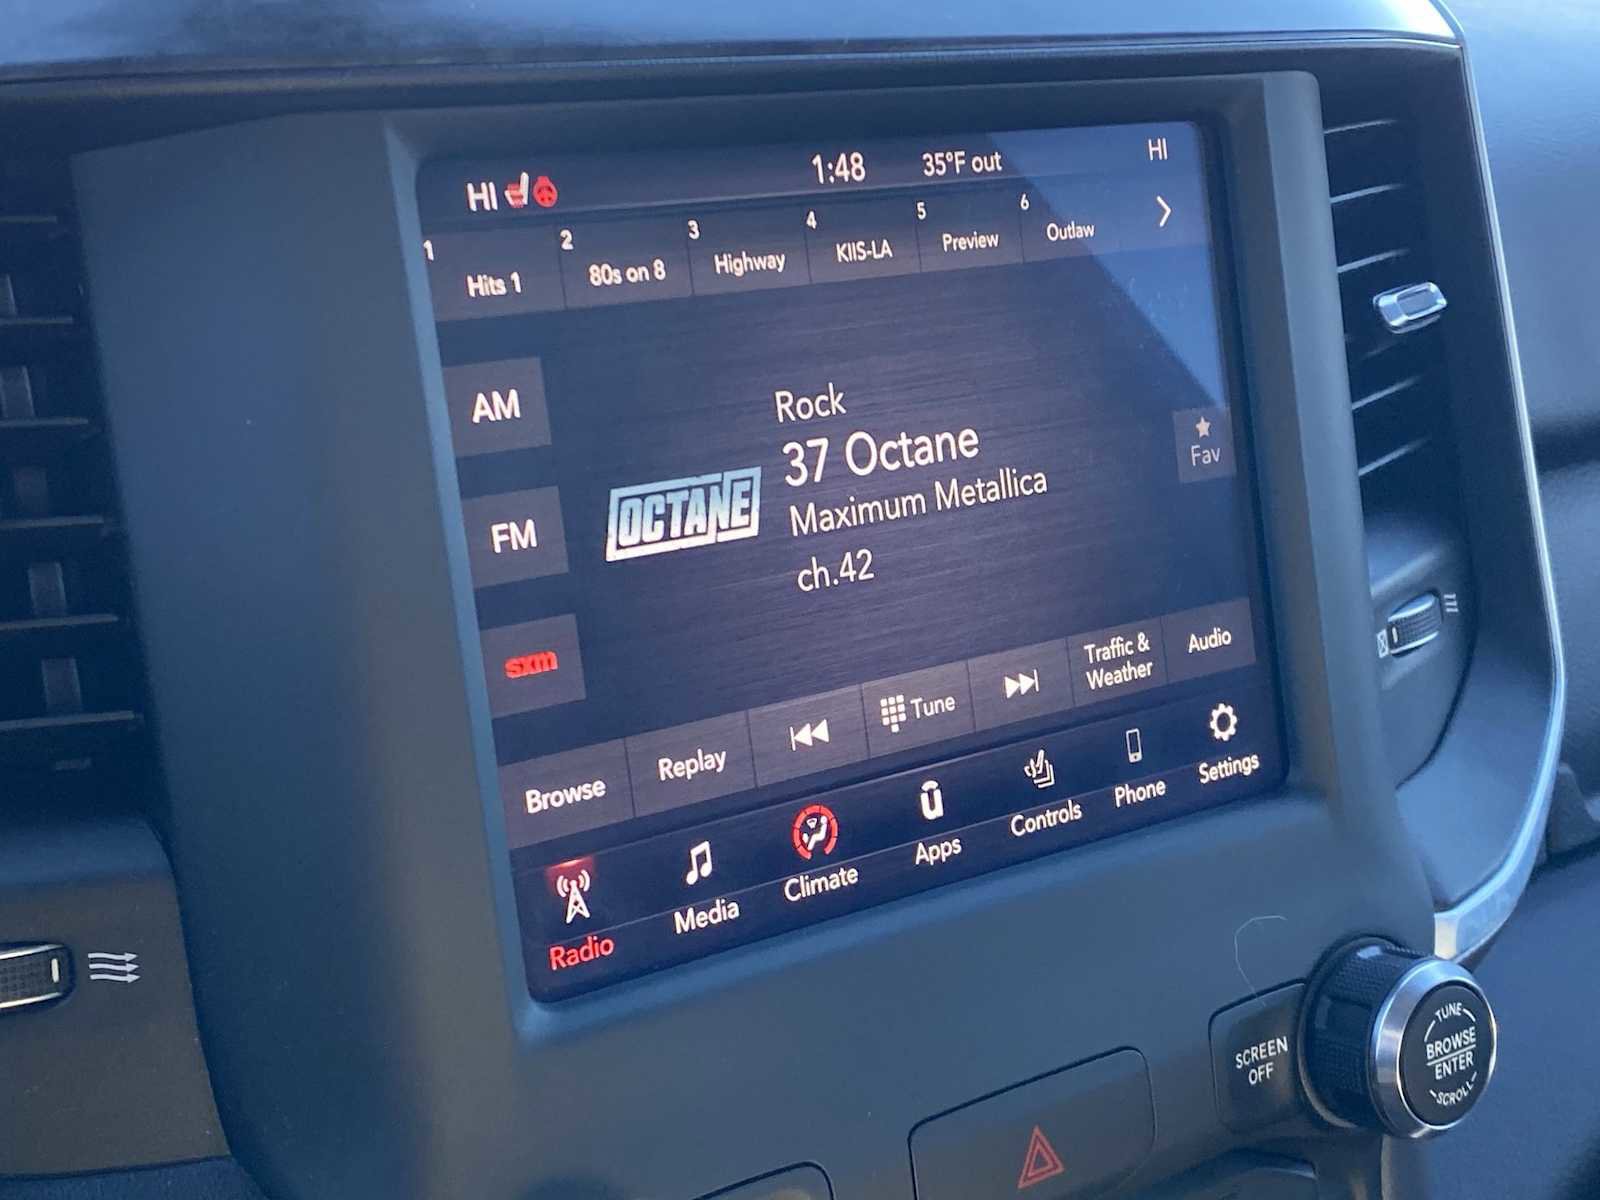 HI 1:48 35°F out HI
1 2 3 4 5 6
Hits 1 80s on 8 Highway KIIS-LA Preview Outlaw
AM
FM
sxm
OCTANE
Rock
37 Octane
Maximum Metallica
ch.42
Fav
Browse Replay Tune Traffic & Weather Audio
Radio Media Climate Apps Controls Phone Settings
SCREEN
OFF
TUNE
BROWSE
ENTER
SCROLL